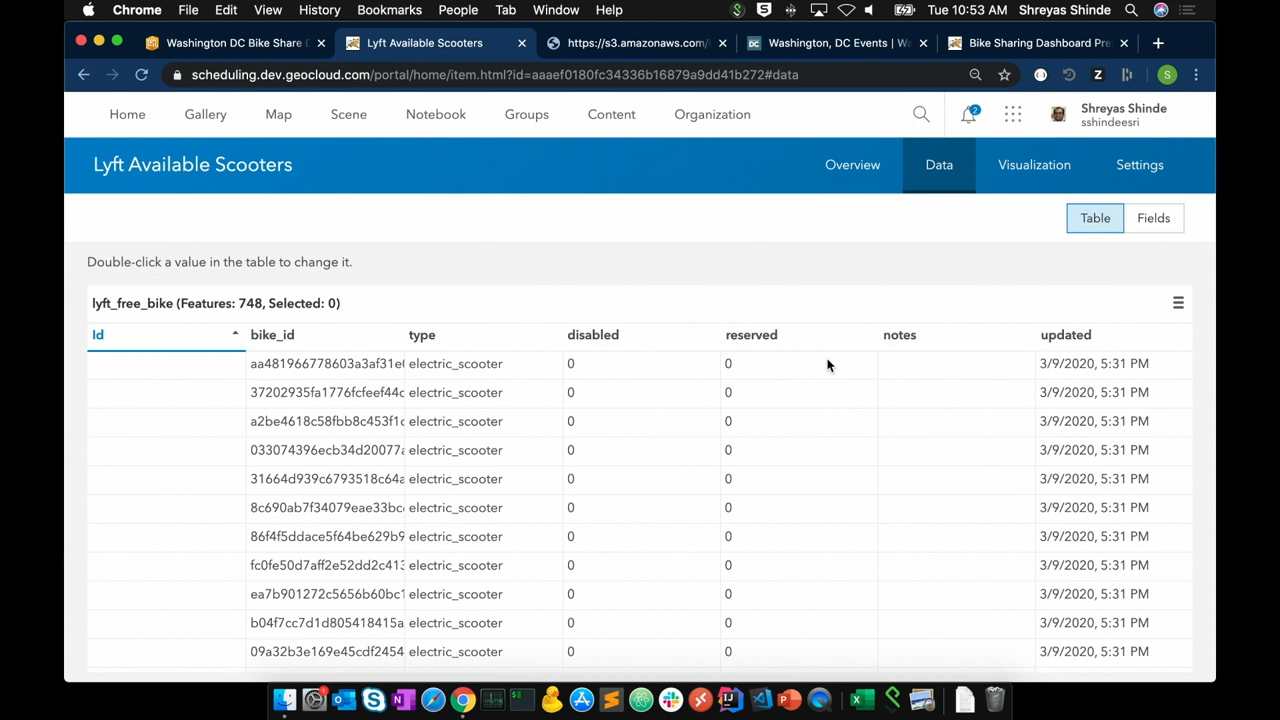 Chrome File Edit View History Bookmarks People Tab Window Help Tue 10:53 AM Shreyas Shinde
Washington DC Bike Share Lyft Available Scooters https://s3.amazonaws.com/ Washington, DC Events | Wa Bike Sharing Dashboard Pre
scheduling.dev.geocloud.com/portal/home/item.html?id=aaaef0180fc34336b16879a9dd41b272#data
Home Gallery Map Scene Notebook Groups Content Organization 2 Shreyas Shinde
sshindeesri
Lyft Available Scooters Overview Data Visualization Settings
Table Fields
Double-click a value in the table to change it.
lyft_free_bike (Features: 748, Selected: 0)
Id bike_id type disabled reserved notes updated
aa481966778603a3af31e electric_scooter 0 0 3/9/2020, 5:31 PM
37202935fa1776fcfeef44c electric_scooter 0 0 3/9/2020, 5:31 PM
a2be4618c58fbb8c453f1c electric_scooter 0 0 3/9/2020, 5:31 PM
033074396ecb34d20077a electric_scooter 0 0 3/9/2020, 5:31 PM
31664d939c6793518c64a electric_scooter 0 0 3/9/2020, 5:31 PM
8c690ab7f34079eae33bc electric_scooter 0 0 3/9/2020, 5:31 PM
86f4f5ddace5f64be629b9 electric_scooter 0 0 3/9/2020, 5:31 PM
fc0fe50d7aff2e52dd2c413 electric_scooter 0 0 3/9/2020, 5:31 PM
ea7b901272c5656b60bc1 electric_scooter 0 0 3/9/2020, 5:31 PM
b04f7cc7d1d805418415a electric_scooter 0 0 3/9/2020, 5:31 PM
09a32b3e169e45cdf2454 electric_scooter 0 0 3/9/2020, 5:31 PM